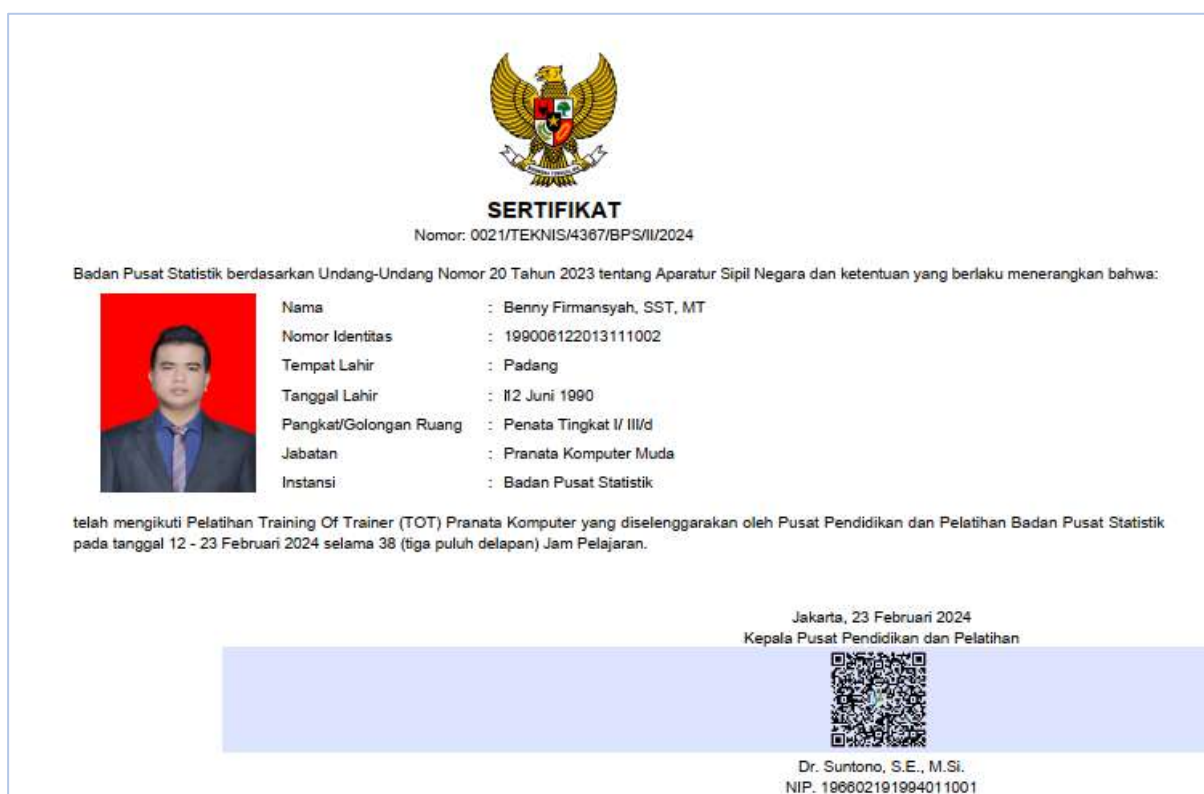 SERTIFIKAT
Nomor: 0021/TEKNIS/4367/BPS/II/2024
Badan Pusat Statistik berdasarkan Undang-Undang Nomor 20 Tahun 2023 tentang Aparatur Sipil Negara dan ketentuan yang berlaku menerangkan bahwa:
Nama : Benny Firmansyah, SST, MT
Nomor Identitas : 199006122013111002
Tempat Lahir : Padang
Tanggal Lahir : 12 Juni 1990
Pangkat/Golongan Ruang : Penata Tingkat I/ III/d
Jabatan : Pranata Komputer Muda
Instansi : Badan Pusat Statistik
telah mengikuti Pelatihan Training Of Trainer (TOT) Pranata Komputer yang diselenggarakan oleh Pusat Pendidikan dan Pelatihan Badan Pusat Statistik
pada tanggal 12 - 23 Februari 2024 selama 38 (tiga puluh delapan) Jam Pelajaran.
Jakarta, 23 Februari 2024
Kepala Pusat Pendidikan dan Pelatihan
Dr. Suntono, S.E., M.Si.
NIP. 196602191994011001